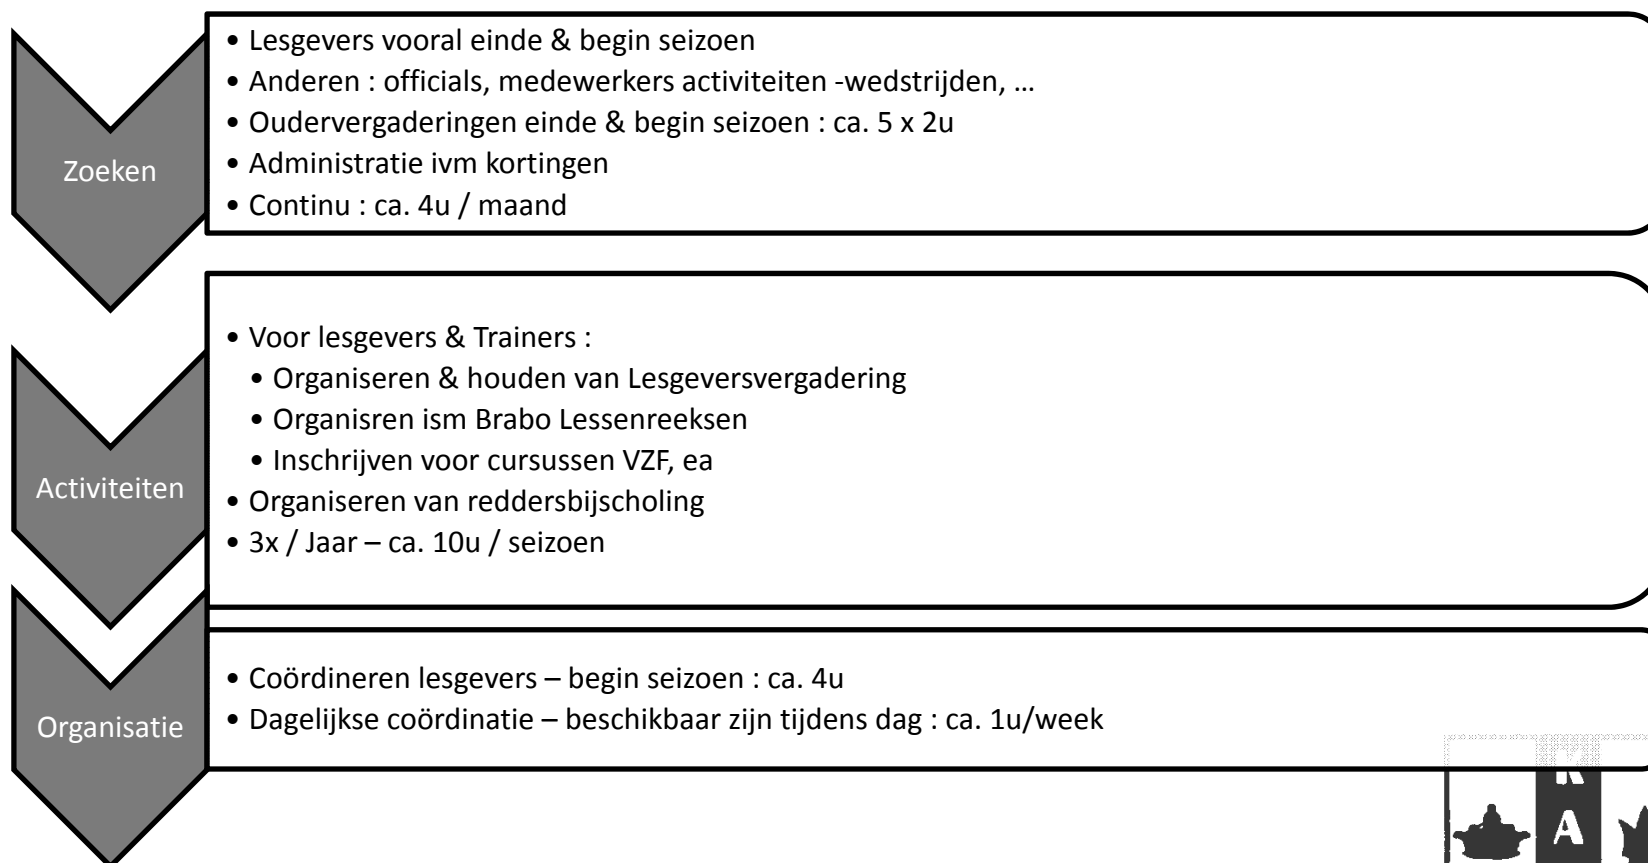 Zoeken
• Lesgevers vooral einde & begin seizoen
• Anderen : officials, medewerkers activiteiten -wedstrijden, …
• Oudervergaderingen einde & begin seizoen : ca. 5 x 2u
• Administratie ivm kortingen
• Continu : ca. 4u / maand
Activiteiten
• Voor lesgevers & Trainers :
• Organiseren & houden van Lesgeversvergadering
• Organisren ism Brabo Lessenreeksen
• Inschrijven voor cursussen VZF, ea
• Organiseren van reddersbijscholing
• 3x / Jaar – ca. 10u / seizoen
Organisatie
• Coördineren lesgevers – begin seizoen : ca. 4u
• Dagelijkse coördinatie – beschikbaar zijn tijdens dag : ca. 1u/week
K
A